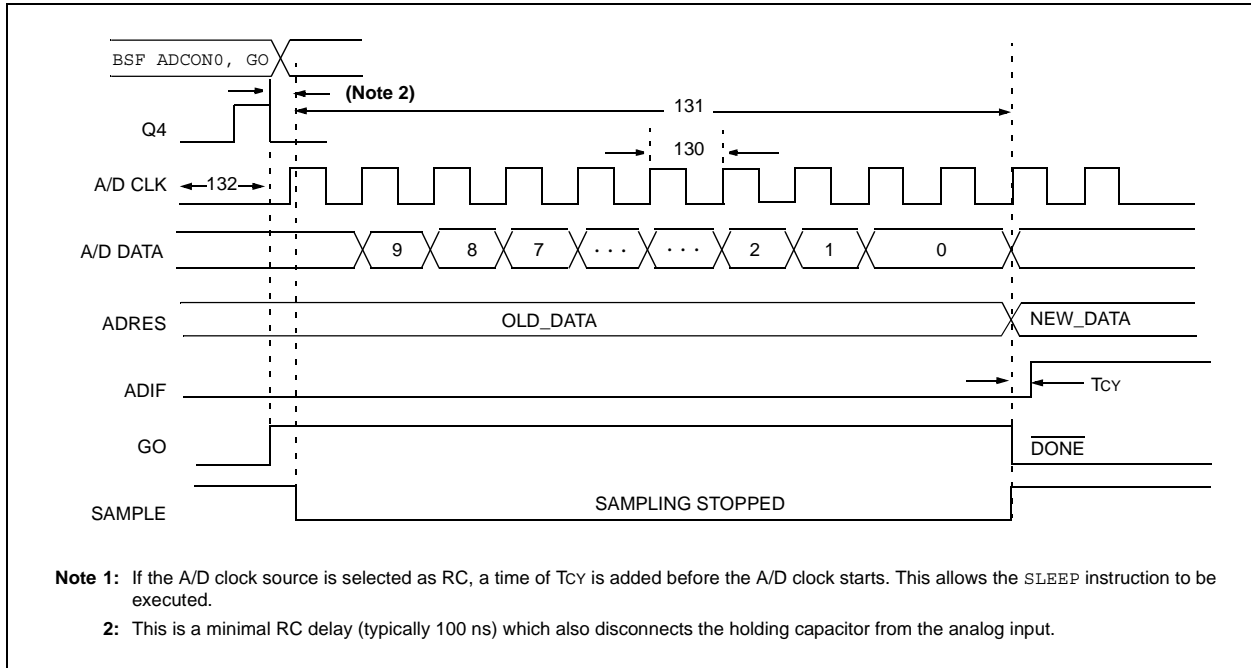 BSF ADCON0, GO
(Note 2)
131
Q4
130
A/D CLK
132
A/D DATA
9 8 7 · · · · · · 2 1 0
ADRES
OLD_DATA
NEW_DATA
ADIF
TCY
GO
DONE
SAMPLE
SAMPLING STOPPED
Note 1: If the A/D clock source is selected as RC, a time of TCY is added before the A/D clock starts. This allows the SLEEP instruction to be
executed.
2: This is a minimal RC delay (typically 100 ns) which also disconnects the holding capacitor from the analog input.